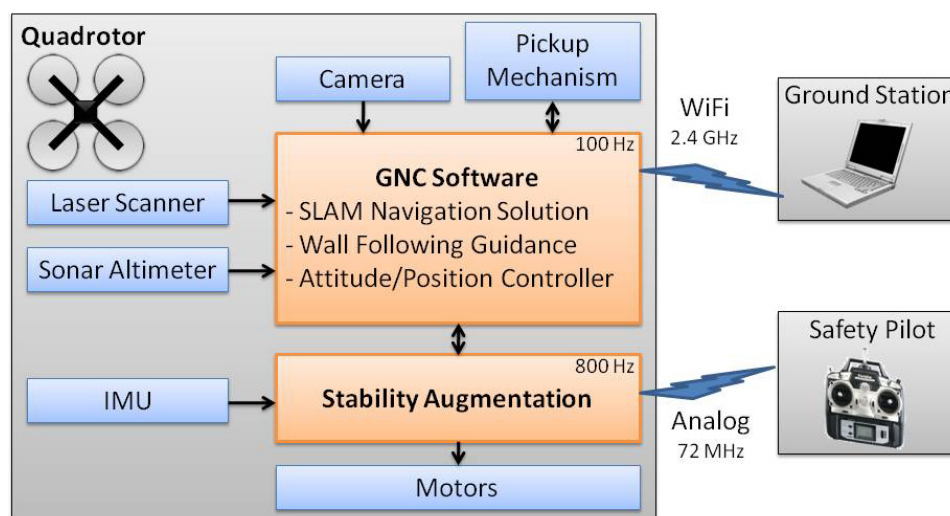 Quadrotor
Camera
Pickup
Mechanism
WiFi
2.4 GHz
Ground Station
100 Hz
GNC Software
- SLAM Navigation Solution
- Wall Following Guidance
- Attitude/Position Controller
Laser Scanner
Sonar Altimeter
800 Hz
Stability Augmentation
IMU
Motors
Analog
72 MHz
Safety Pilot